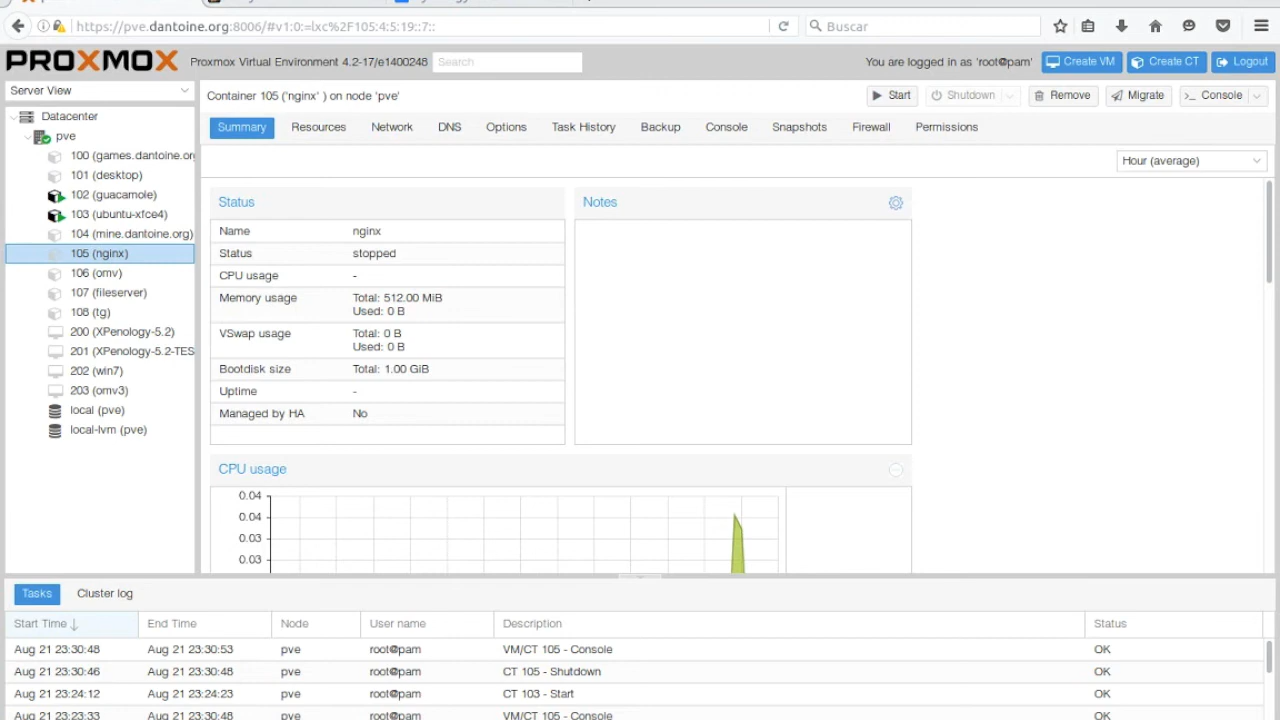 https://pve.dantoine.org:8006/#v1:0:=lxc%2F105:4:5:19::7::
Buscar
PROXMOX Proxmox Virtual Environment 4.2-17/e1400248 Search You are logged in as 'root@pam' Create VM Create CT Logout
Server View
Container 105 ('nginx' ) on node 'pve' Start Shutdown Remove Migrate >_ Console
Datacenter
pve
100 (games.dantoine.or
101 (desktop)
102 (guacamole)
103 (ubuntu-xfce4)
104 (mine.dantoine.org)
105 (nginx)
106 (omv)
107 (fileserver)
108 (tg)
200 (XPenology-5.2)
201 (XPenology-5.2-TES
202 (win7)
203 (omv3)
local (pve)
local-lvm (pve)
Summary Resources Network DNS Options Task History Backup Console Snapshots Firewall Permissions
Hour (average)
Status
Name nginx
Status stopped
CPU usage -
Memory usage Total: 512.00 MiB
Used: 0 B
VSwap usage Total: 0 B
Used: 0 B
Bootdisk size Total: 1.00 GiB
Uptime -
Managed by HA No
Notes
CPU usage
0.04
0.04
0.03
0.03
Tasks Cluster log
Start Time End Time Node User name Description Status
Aug 21 23:30:48 Aug 21 23:30:53 pve root@pam VM/CT 105 - Console OK
Aug 21 23:30:46 Aug 21 23:30:48 pve root@pam CT 105 - Shutdown OK
Aug 21 23:24:12 Aug 21 23:24:23 pve root@pam CT 103 - Start OK
Aug 21 23:23:33 Aug 21 23:30:48 pve root@pam VM/CT 105 - Console OK